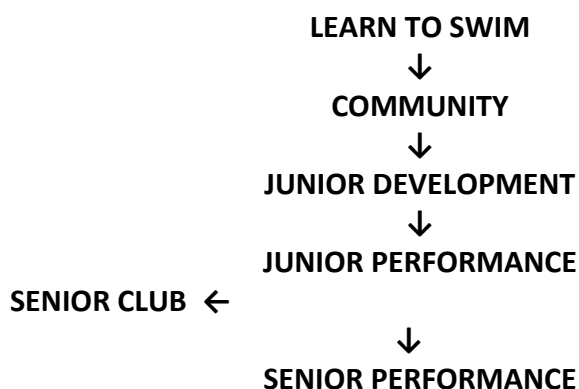 LEARN TO SWIM
↓
COMMUNITY
↓
JUNIOR DEVELOPMENT
↓
JUNIOR PERFORMANCE
SENIOR CLUB ←
↓
SENIOR PERFORMANCE